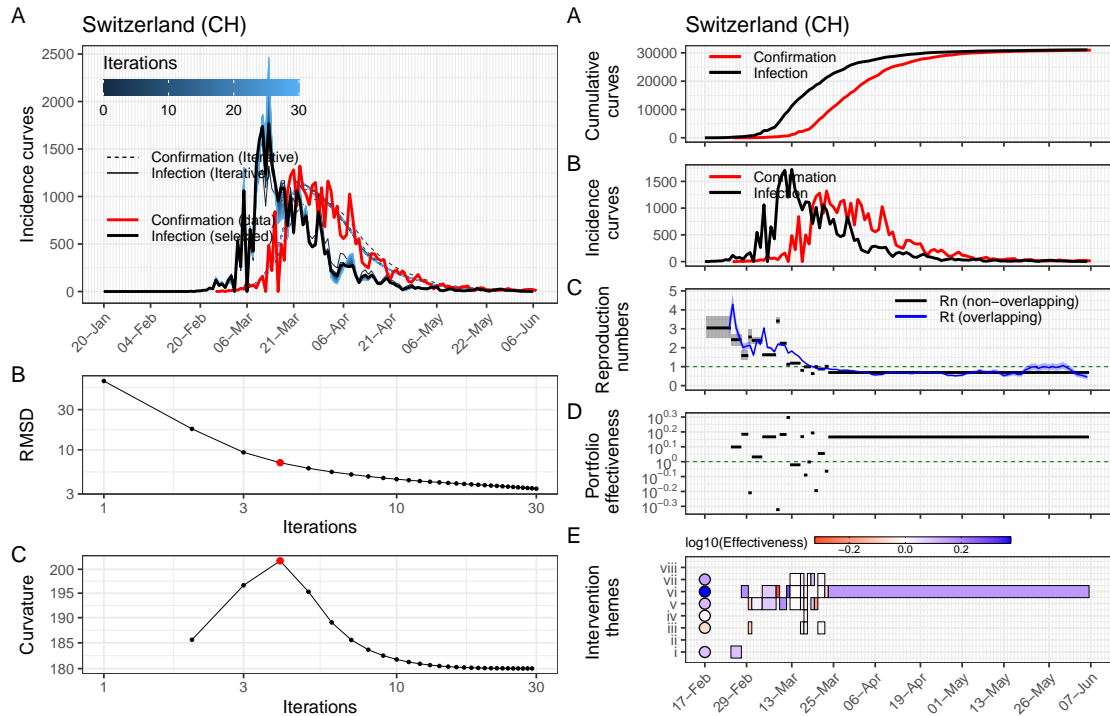 A
Switzerland (CH)
Iterations
0 10 20 30
Confirmation (Iterative)
Infection (Iterative)
Confirmation (data)
Infection (selected)
Incidence curves
2500
2000
1500
1000
500
0
20−Jan 04−Feb 20−Feb 06−Mar 21−Mar 06−Apr 21−Apr 06−May 22−May 06−Jun
B
RMSD
30
10
3
1 3 10 30
Iterations
C
Curvature
200
195
190
185
180
1 3 10 30
Iterations
A
Switzerland (CH)
Confirmation
Infection
Cumulative
curves
30000
20000
10000
0
B
Confirmation
Infection
Incidence
curves
1500
1000
500
0
C
Rn (non−overlapping)
Rt (overlapping)
Reproduction
numbers
5
4
3
2
1
0
D
Portfolio
effectiveness
10^0.3
10^0.2
10^0.1
10^0
10^−0.1
10^−0.2
10^−0.3
E
log10(Effectiveness)
−0.2 0.0 0.2
Intervention
themes
viii
vii
vi
v
iv
iii
ii
i
17−Feb 29−Feb 13−Mar 25−Mar 06−Apr 19−Apr 01−May 13−May 26−May 07−Jun